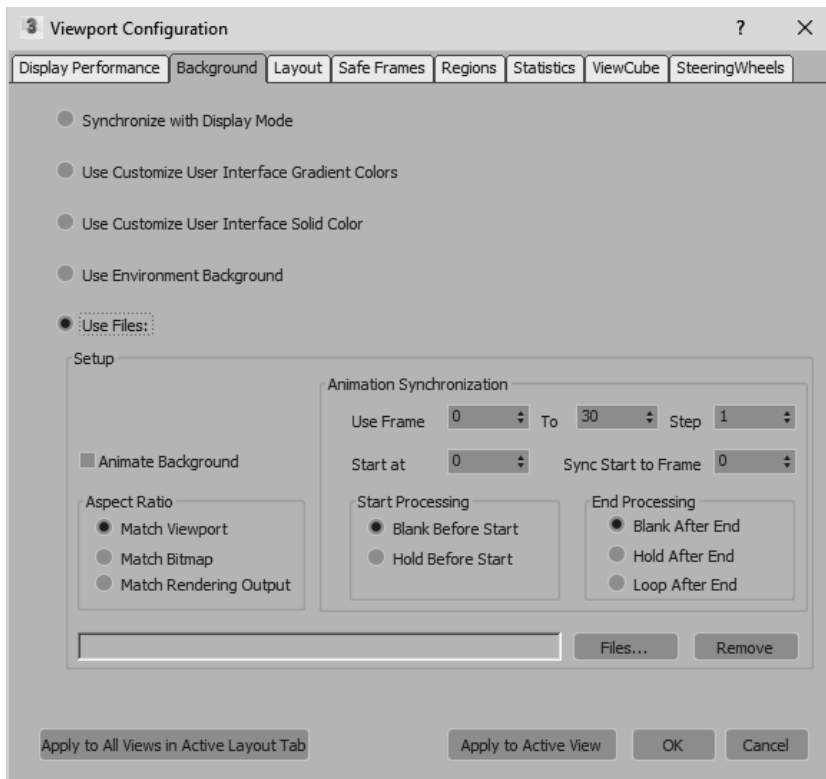 3 Viewport Configuration ? X
Display Performance Background Layout Safe Frames Regions Statistics ViewCube SteeringWheels
Synchronize with Display Mode
Use Customize User Interface Gradient Colors
Use Customize User Interface Solid Color
Use Environment Background
Use Files:
Setup
Animation Synchronization
Use Frame 0 To 30 Step 1
Animate Background
Start at 0 Sync Start to Frame 0
Aspect Ratio
Match Viewport
Match Bitmap
Match Rendering Output
Start Processing
Blank Before Start
Hold Before Start
End Processing
Blank After End
Hold After End
Loop After End
Files... Remove
Apply to All Views in Active Layout Tab Apply to Active View OK Cancel